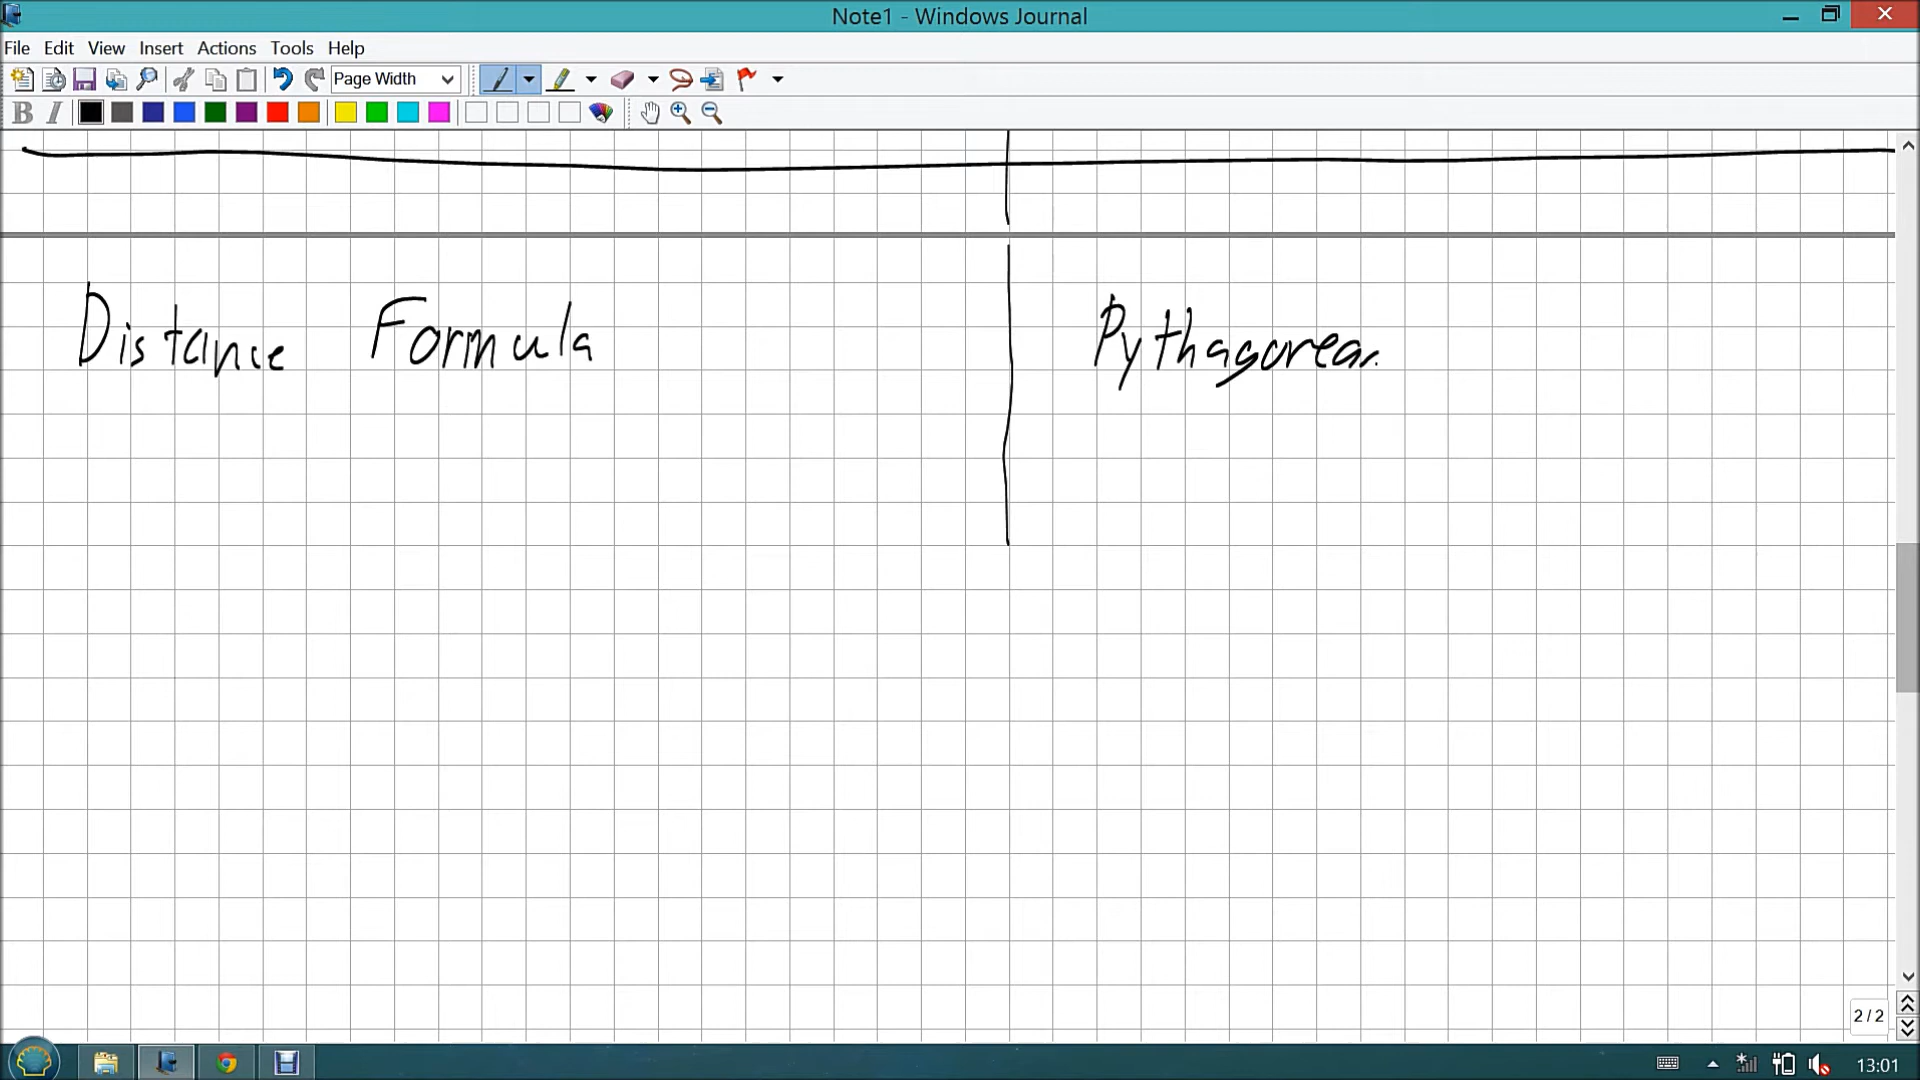 Note1 - Windows Journal
File Edit View Insert Actions Tools Help
Page Width
B I
Distance Formula
Pythagorean
2 / 2
13:01